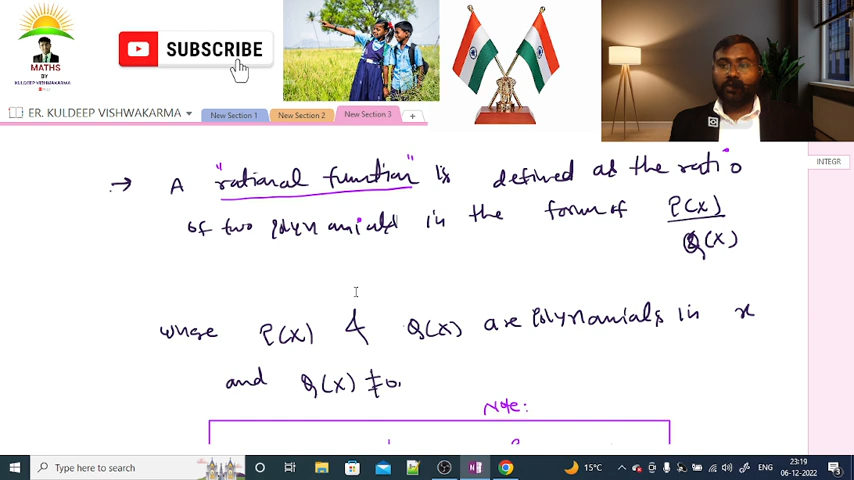 MATHS
BY
KULDEEP VISHWAKARMA
SUBSCRIBE
ER. KULDEEP VISHWAKARMA
New Section 1
New Section 2
New Section 3
+
INTEGR
→ A "rational function" is defined as the ratio
of two polynomials in the form of P(x)
Q(x)
where P(x) & Q(x) are polynomials in x
and Q(x) ≠ 0.
Note:
Type here to search
15°C
ENG
23:19
06-12-2022
3